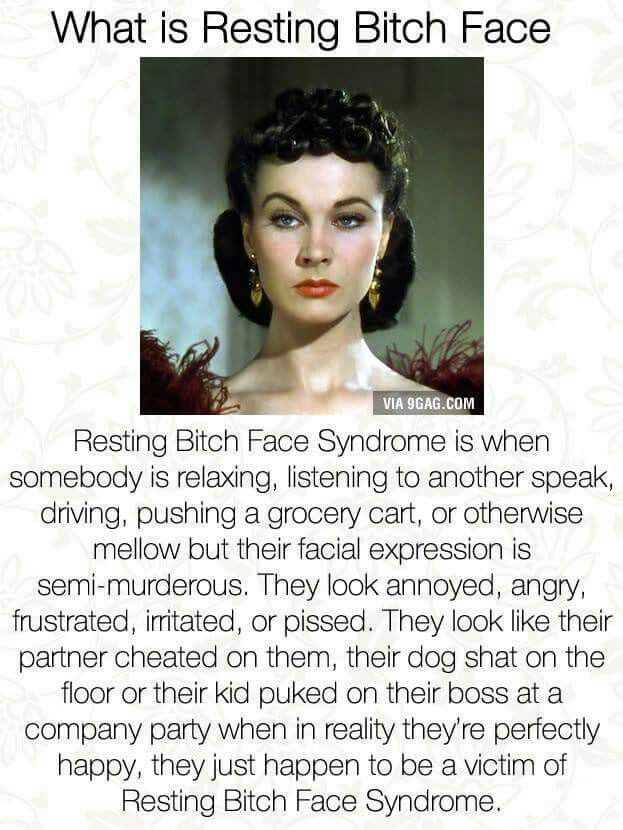 What is Resting Bitch Face
VIA 9GAG.COM
Resting Bitch Face Syndrome is when
somebody is relaxing, listening to another speak,
driving, pushing a grocery cart, or otherwise
mellow but their facial expression is
semi-murderous. They look annoyed, angry,
frustrated, irritated, or pissed. They look like their
partner cheated on them, their dog shat on the
floor or their kid puked on their boss at a
company party when in reality they're perfectly
happy, they just happen to be a victim of
Resting Bitch Face Syndrome.